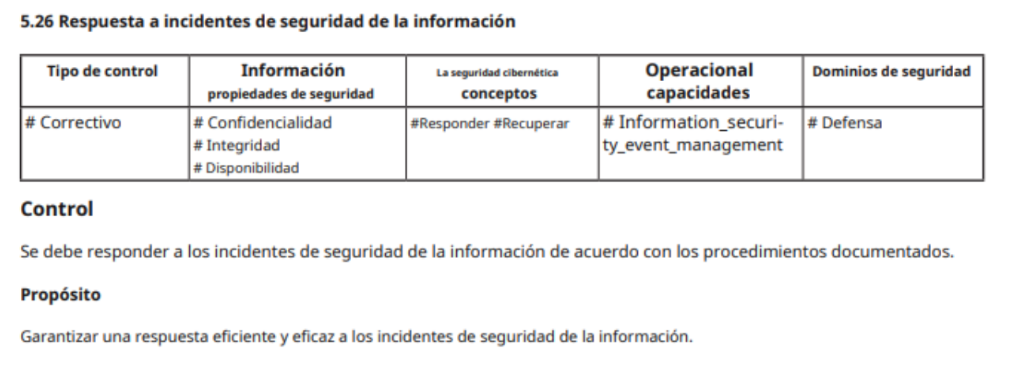 5.26 Respuesta a incidentes de seguridad de la información
Tipo de control
Información
propiedades de seguridad
La seguridad cibernética
conceptos
Operacional
capacidades
Dominios de seguridad
# Correctivo
# Confidencialidad
# Integridad
# Disponibilidad
#Responder #Recuperar
# Information_securi-
ty_event_management
# Defensa
Control
Se debe responder a los incidentes de seguridad de la información de acuerdo con los procedimientos documentados.
Propósito
Garantizar una respuesta eficiente y eficaz a los incidentes de seguridad de la información.